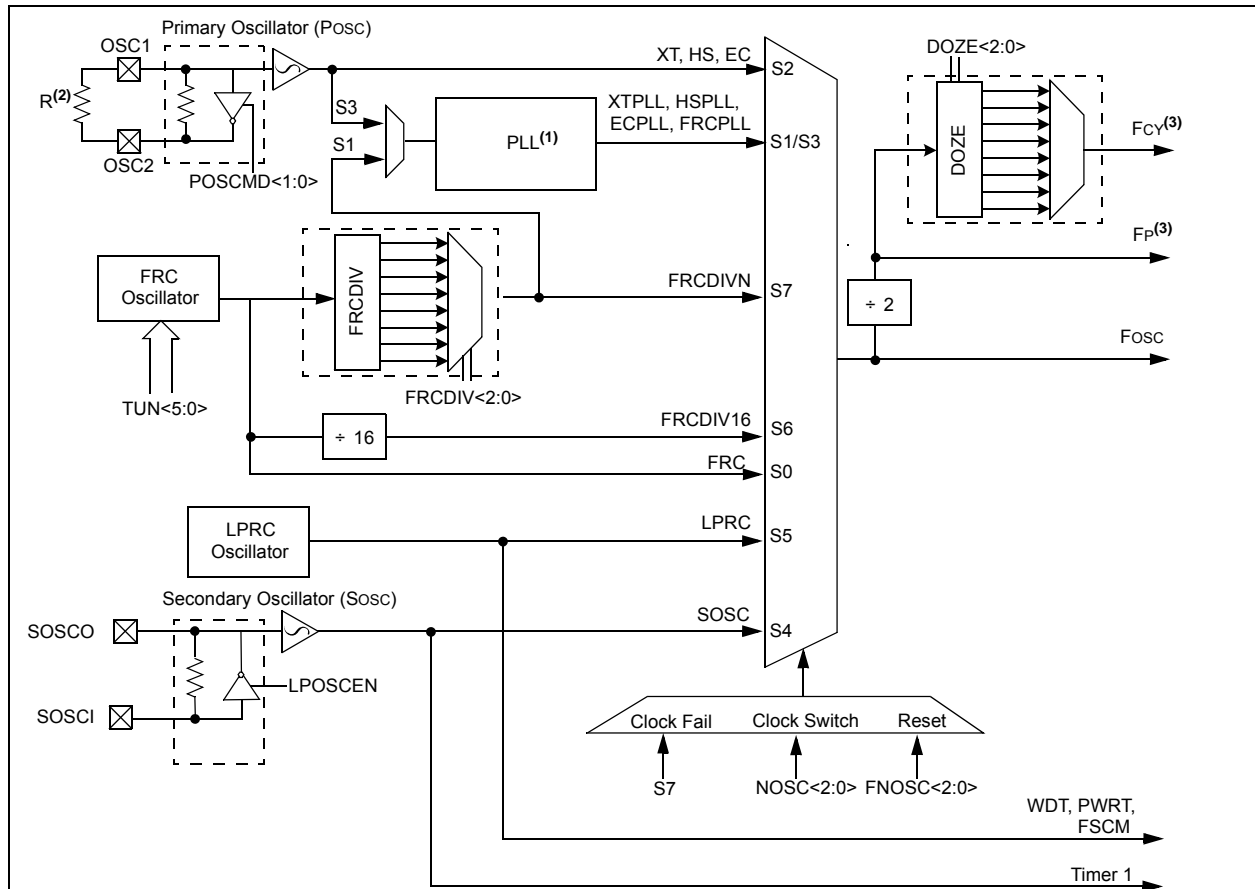 Primary Oscillator (POSC)
OSC1
R(2)
OSC2
POSCMD<1:0>
S3
S1
PLL(1)
XT, HS, EC
XTPLL, HSPLL,
ECPLL, FRCPLL
S2
S1/S3
DOZE<2:0>
DOZE
FCY(3)
FP(3)
÷ 2
FOSC
FRC
Oscillator
TUN<5:0>
FRCDIV
FRCDIV<2:0>
FRCDIVN
S7
÷ 16
FRCDIV16
S6
FRC
S0
LPRC
Oscillator
LPRC
S5
Secondary Oscillator (SOSC)
SOSCO
SOSCI
LPOSCEN
SOSC
S4
Clock Fail
Clock Switch
Reset
S7
NOSC<2:0>
FNOSC<2:0>
WDT, PWRT,
FSCM
Timer 1